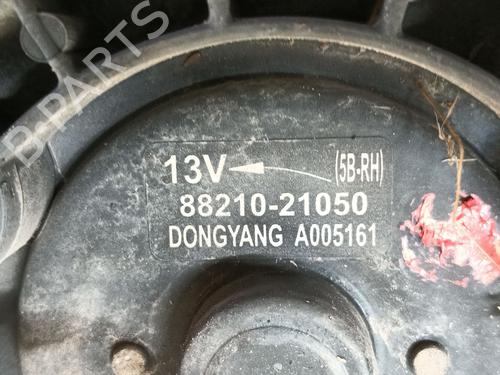 B-PARTS
13V (5B-RH)
88210-21050
DONGYANG A005161